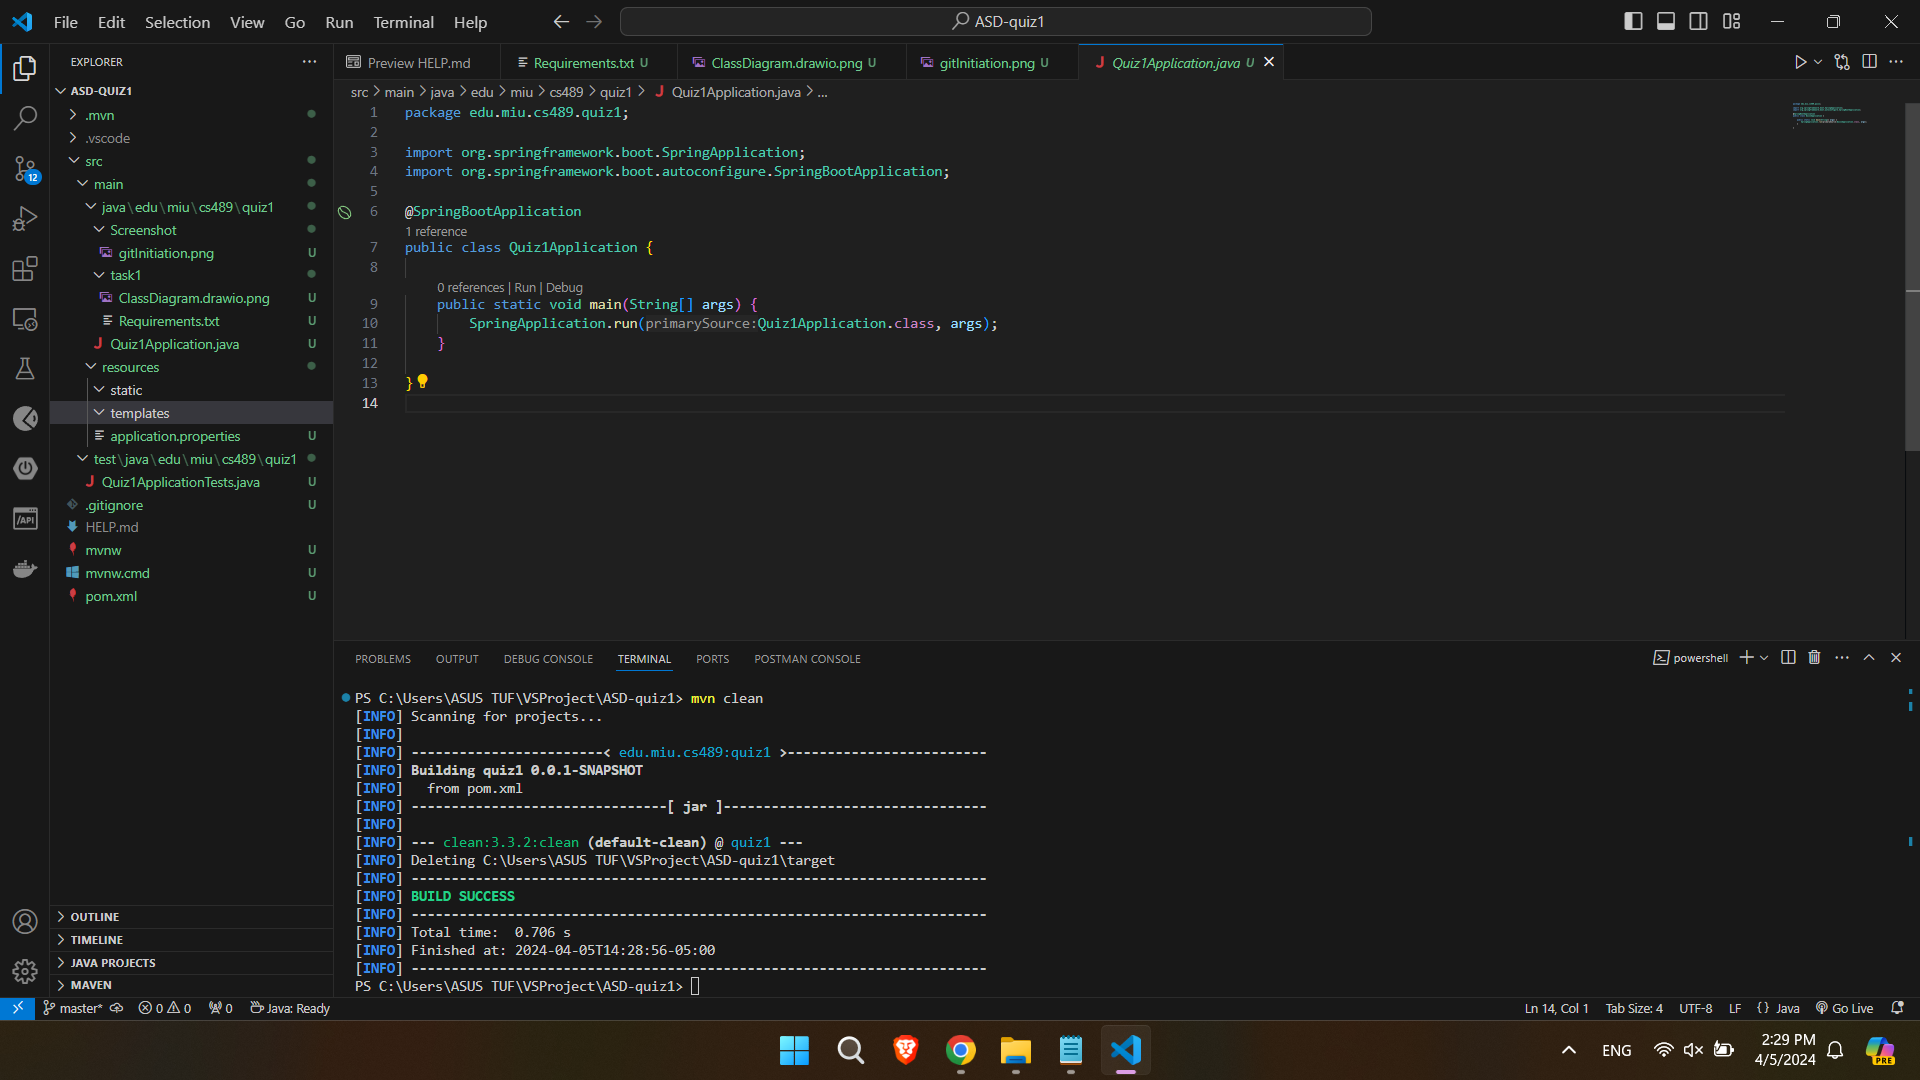 File Edit Selection View Go Run Terminal Help
ASD-quiz1
EXPLORER
ASD-QUIZ1
.mvn
.vscode
src
main
java\edu\miu\cs489\quiz1
Screenshot
gitInitiation.png U
task1
ClassDiagram.drawio.png U
Requirements.txt U
Quiz1Application.java U
resources
static
templates
application.properties U
test\java\edu\miu\cs489\quiz1
Quiz1ApplicationTests.java U
.gitignore U
HELP.md
mvnw U
mvnw.cmd U
pom.xml U
OUTLINE
TIMELINE
JAVA PROJECTS
MAVEN
12
/API
Preview HELP.md Requirements.txt U ClassDiagram.drawio.png U gitInitiation.png U Quiz1Application.java U
src > main > java > edu > miu > cs489 > quiz1 > Quiz1Application.java > ...
1 package edu.miu.cs489.quiz1;
2
3 import org.springframework.boot.SpringApplication;
4 import org.springframework.boot.autoconfigure.SpringBootApplication;
5
6 @SpringBootApplication
1 reference
7 public class Quiz1Application {
8
0 references | Run | Debug
9 public static void main(String[] args) {
10 SpringApplication.run(primarySource:Quiz1Application.class, args);
11 }
12
13 }
14
PROBLEMS OUTPUT DEBUG CONSOLE TERMINAL PORTS POSTMAN CONSOLE
powershell
PS C:\Users\ASUS TUF\VSProject\ASD-quiz1> mvn clean
[INFO] Scanning for projects...
[INFO]
[INFO] ------------------------< edu.miu.cs489:quiz1 >-------------------------
[INFO] Building quiz1 0.0.1-SNAPSHOT
[INFO]   from pom.xml
[INFO] --------------------------------[ jar ]---------------------------------
[INFO]
[INFO] --- clean:3.3.2:clean (default-clean) @ quiz1 ---
[INFO] Deleting C:\Users\ASUS TUF\VSProject\ASD-quiz1\target
[INFO] ------------------------------------------------------------------------
[INFO] BUILD SUCCESS
[INFO] ------------------------------------------------------------------------
[INFO] Total time:  0.706 s
[INFO] Finished at: 2024-04-05T14:28:56-05:00
[INFO] ------------------------------------------------------------------------
PS C:\Users\ASUS TUF\VSProject\ASD-quiz1>
master* 0 0 0 Java: Ready
Ln 14, Col 1 Tab Size: 4 UTF-8 LF {} Java Go Live
ENG
2:29 PM
4/5/2024
PRE